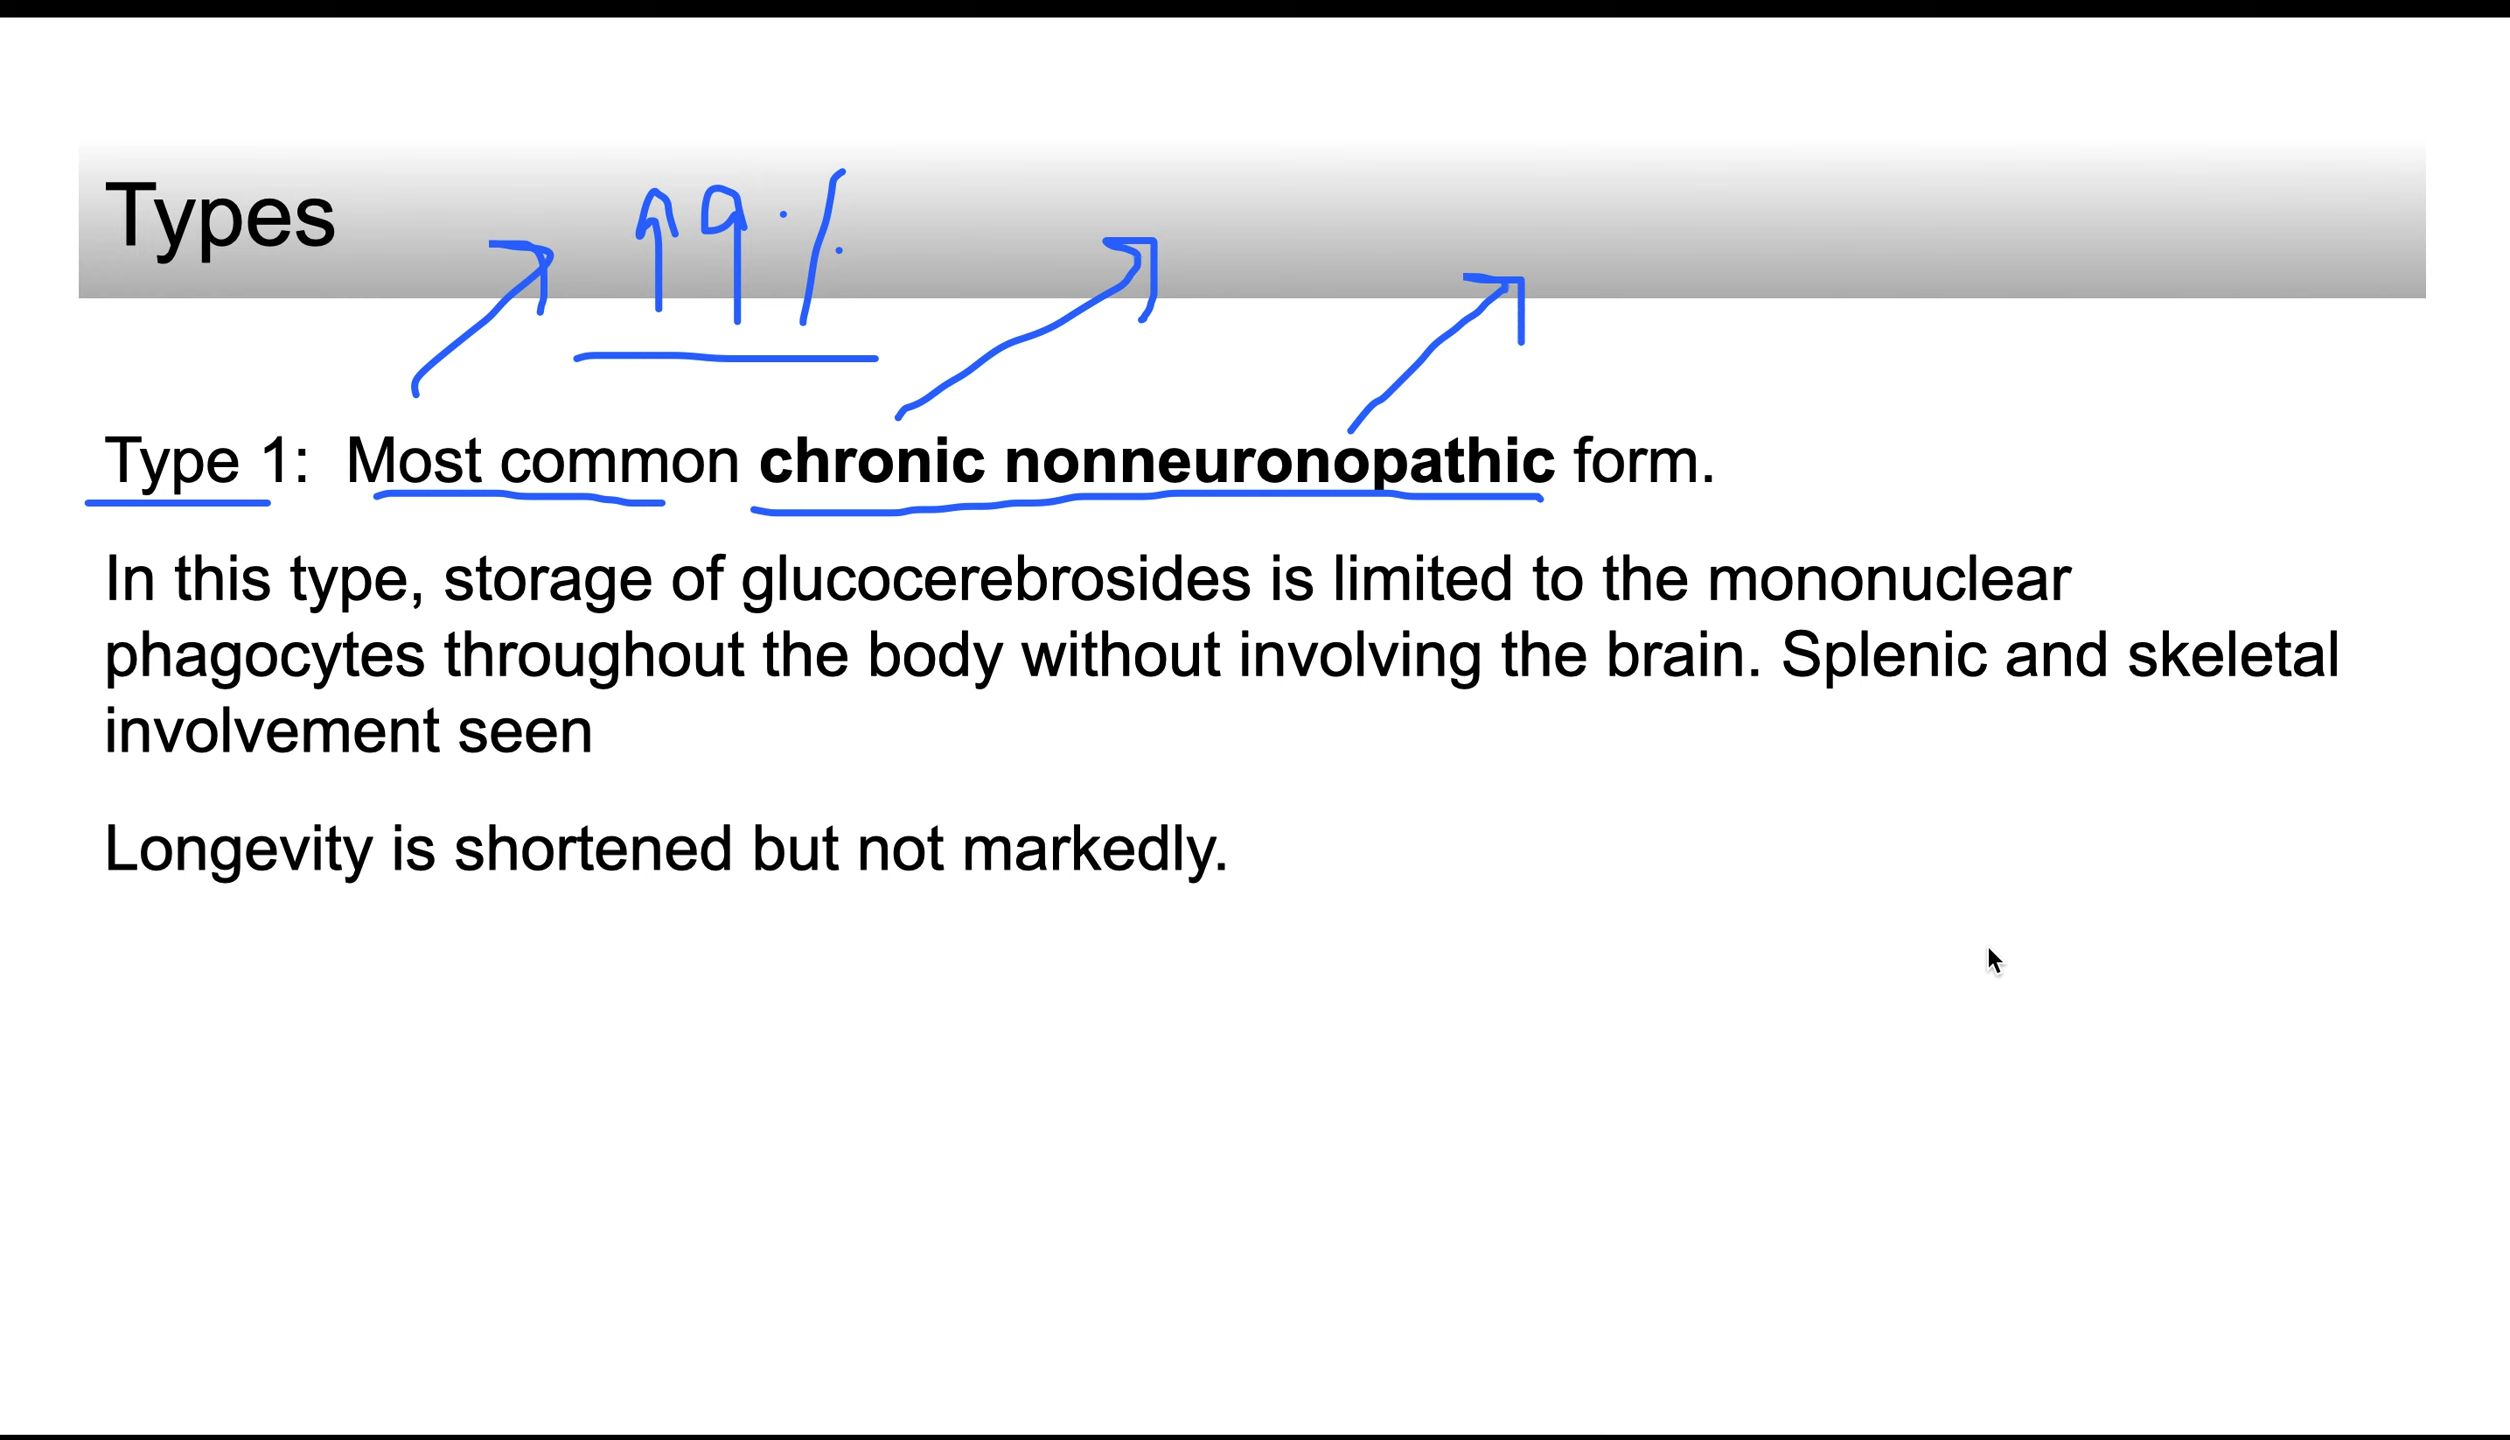 Types 99%
Type 1: Most common chronic nonneuronopathic form.
In this type, storage of glucocerebrosides is limited to the mononuclear
phagocytes throughout the body without involving the brain. Splenic and skeletal
involvement seen
Longevity is shortened but not markedly.